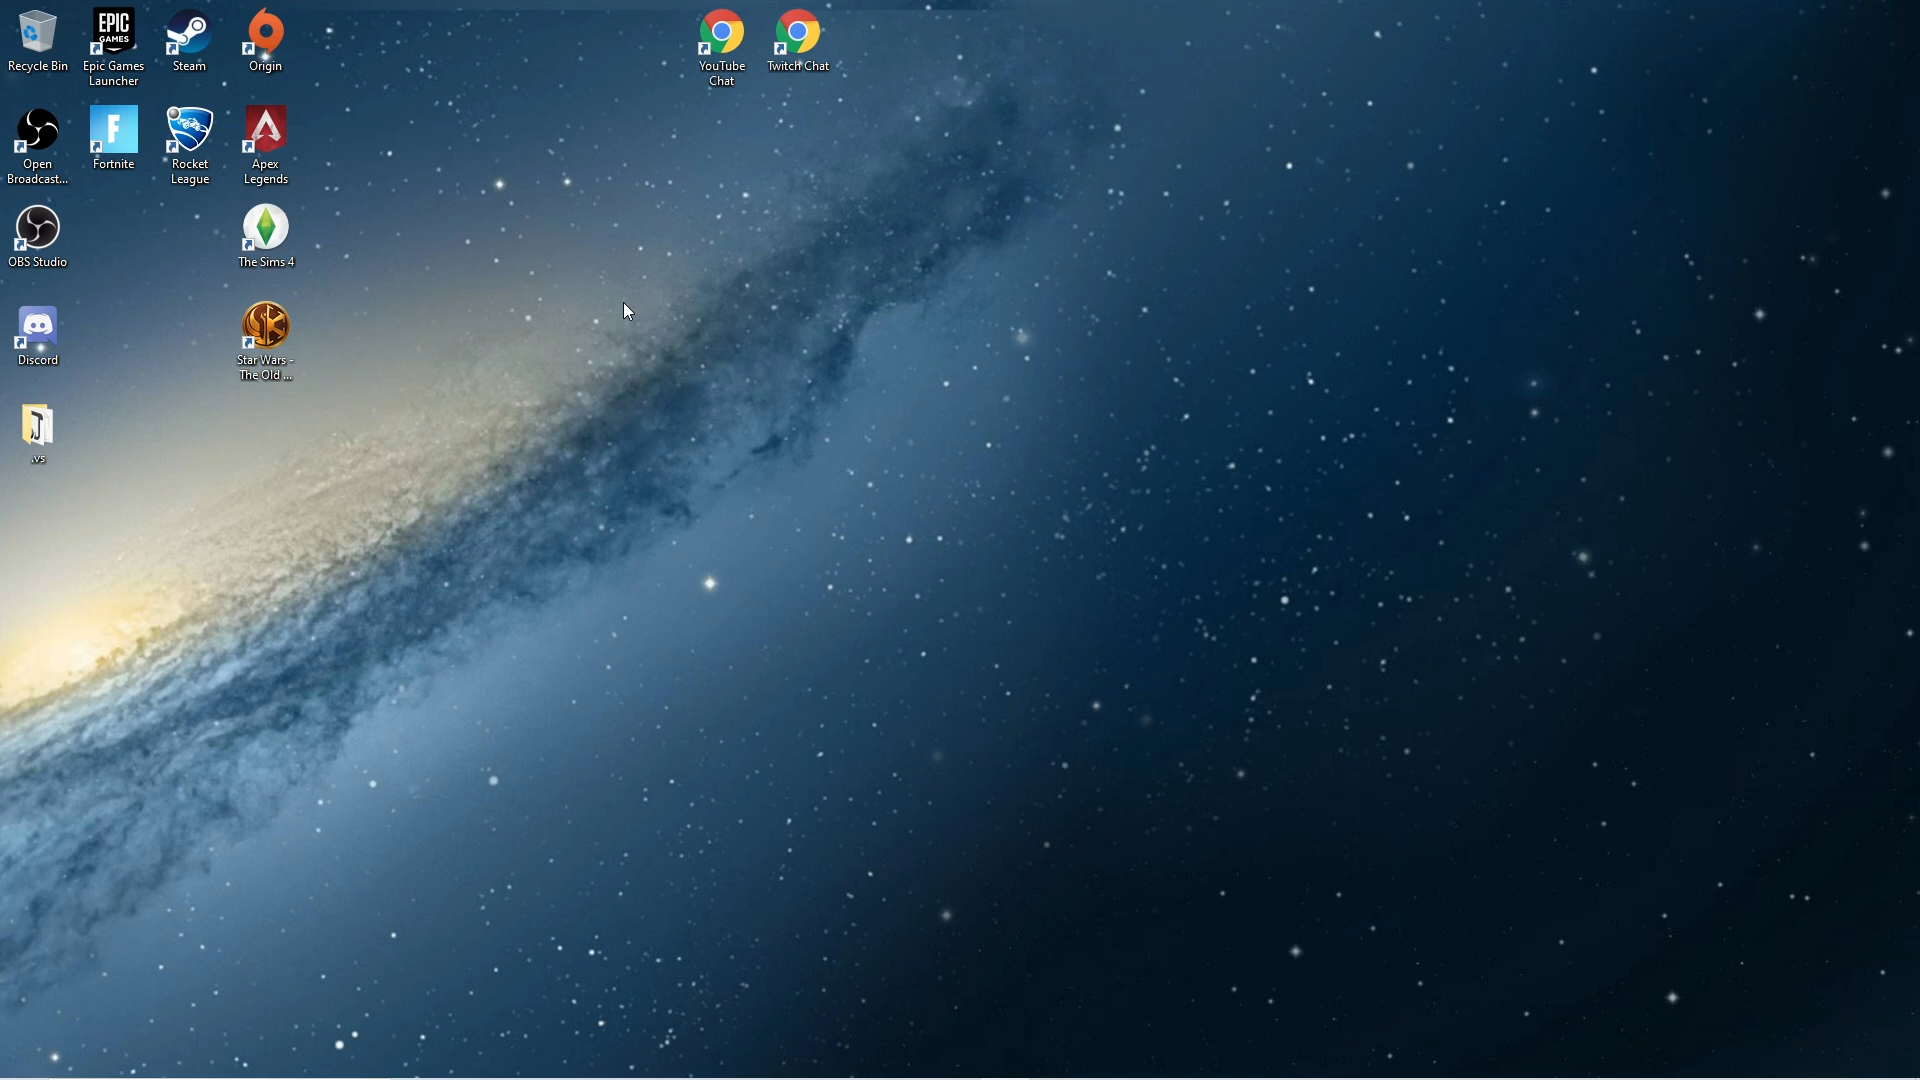 Recycle Bin
EPIC
GAMES
Epic Games
Launcher
Steam
Origin
YouTube
Chat
Twitch Chat
Open
Broadcast...
F
Fortnite
Rocket
League
Apex
Legends
OBS Studio
The Sims 4
Discord
Star Wars -
The Old ...
.vs